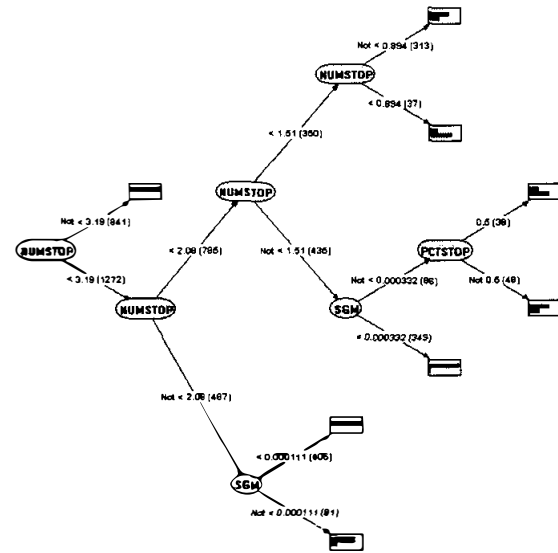 Not < 0.894 (313)
NUMSTOP
< 0.894 (37)
< 1.51 (350)
NUMSTOP
Not < 3.19 (841)
0.5 (38)
NUMSTOP
< 2.08 (785)
Not < 1.51 (435)
PCTSTOP
< 3.19 (1272)
Not < 0.000332 (86)
Not 0.5 (48)
NUMSTOP
SGM
< 0.000332 (349)
Not < 2.08 (487)
< 0.000111 (406)
SGM
Not < 0.000111 (81)